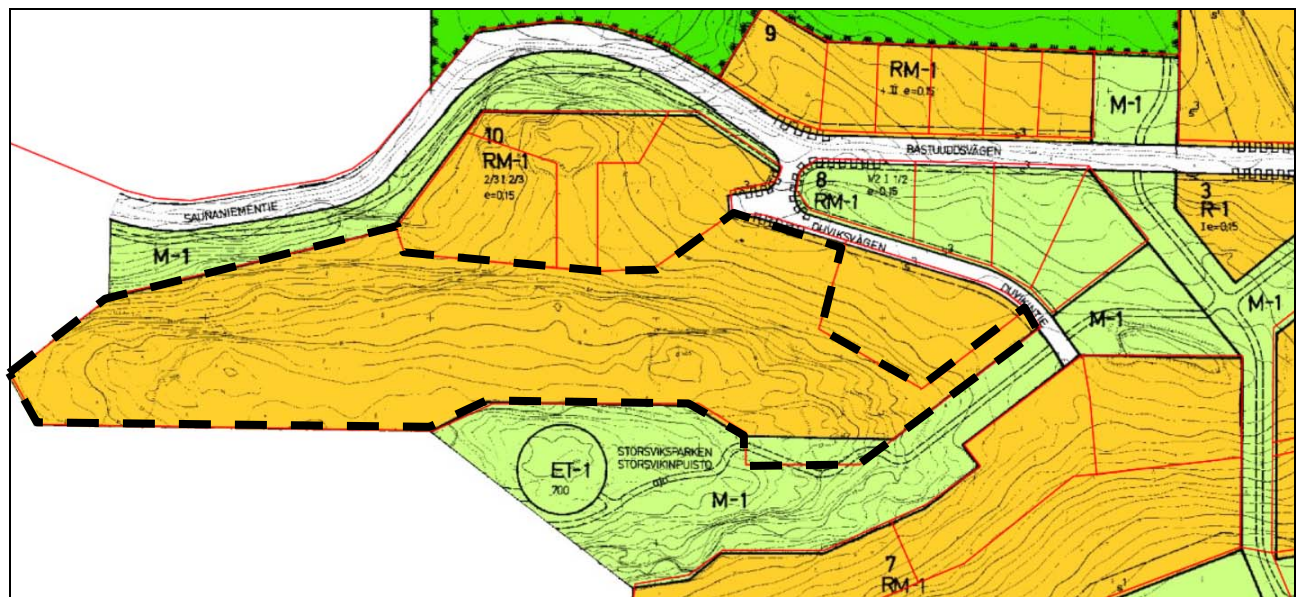 9
RM-1
II e=0,15
M-1
10
RM-1
2/3 I 2/3
e=0,15
BASTUUDDSVÄGEN
8
1/2 I 1/2
e=0,15
RM-1
3
R-1
I e=0,15
SAUNANIEMENTIE
M-1
DUVIKSVÄGEN
DUVIKINTIE
M-1
M-1
STORSVIKSPARKEN
STORSVIKINPUISTO
ET-1
700
ajo
M-1
7
RM-1